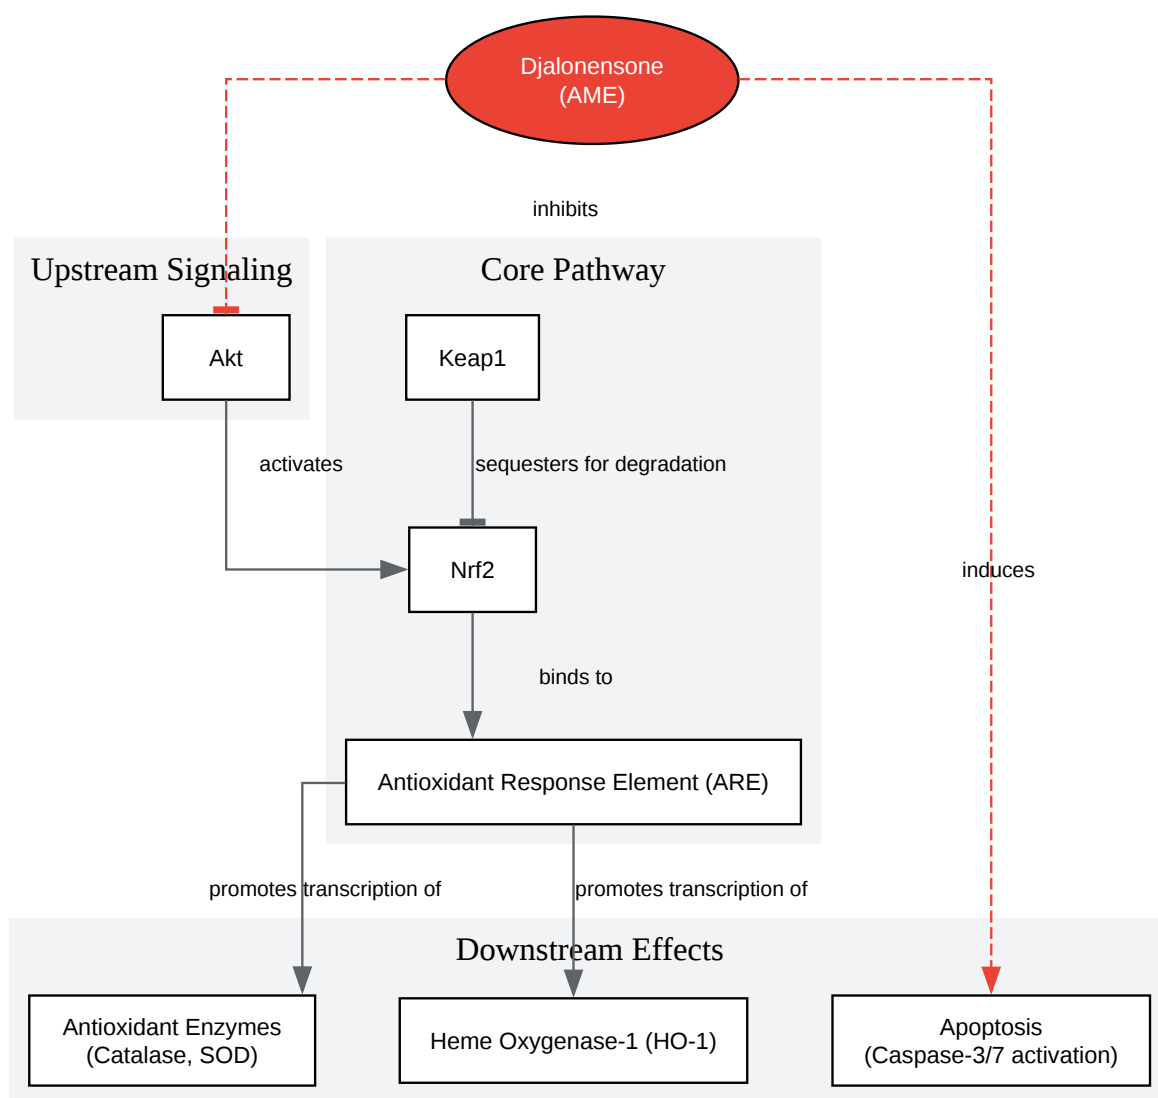 Djalonensone
(AME)
inhibits
Upstream Signaling
Core Pathway
Akt
Keap1
activates
sequesters for degradation
Nrf2
induces
binds to
Antioxidant Response Element (ARE)
promotes transcription of
promotes transcription of
Downstream Effects
Antioxidant Enzymes
(Catalase, SOD)
Heme Oxygenase-1 (HO-1)
Apoptosis
(Caspase-3/7 activation)